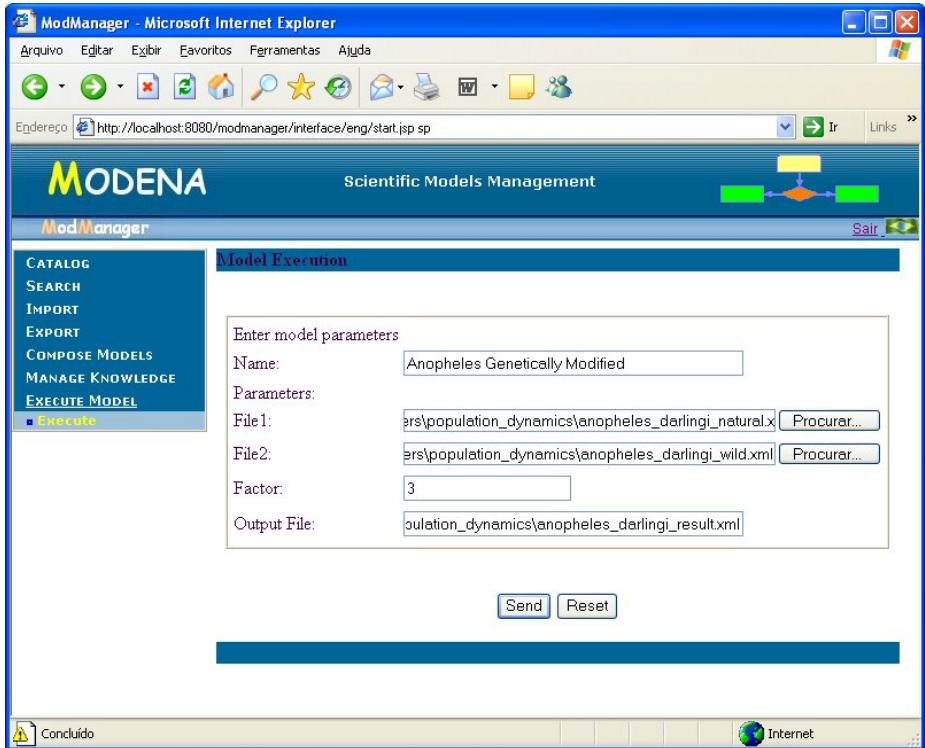 ModManager - Microsoft Internet Explorer
Arquivo Editar Exibir Favoritos Ferramentas Ajuda
Endereço http://localhost:8080/modmanager/interface/eng/start.jsp sp Ir Links »
MODENA Scientific Models Management
ModManager Sair
CATALOG
SEARCH
IMPORT
EXPORT
COMPOSE MODELS
MANAGE KNOWLEDGE
EXECUTE MODEL
Execute
Model Execution
Enter model parameters
Name: Anopheles Genetically Modified
Parameters:
File1: ers\population_dynamics\anopheles_darlingi_natural.x Procurar...
File2: ers\population_dynamics\anopheles_darlingi_wild.xml Procurar...
Factor: 3
Output File: pulation_dynamics\anopheles_darlingi_result.xml
Send Reset
Concluído Internet